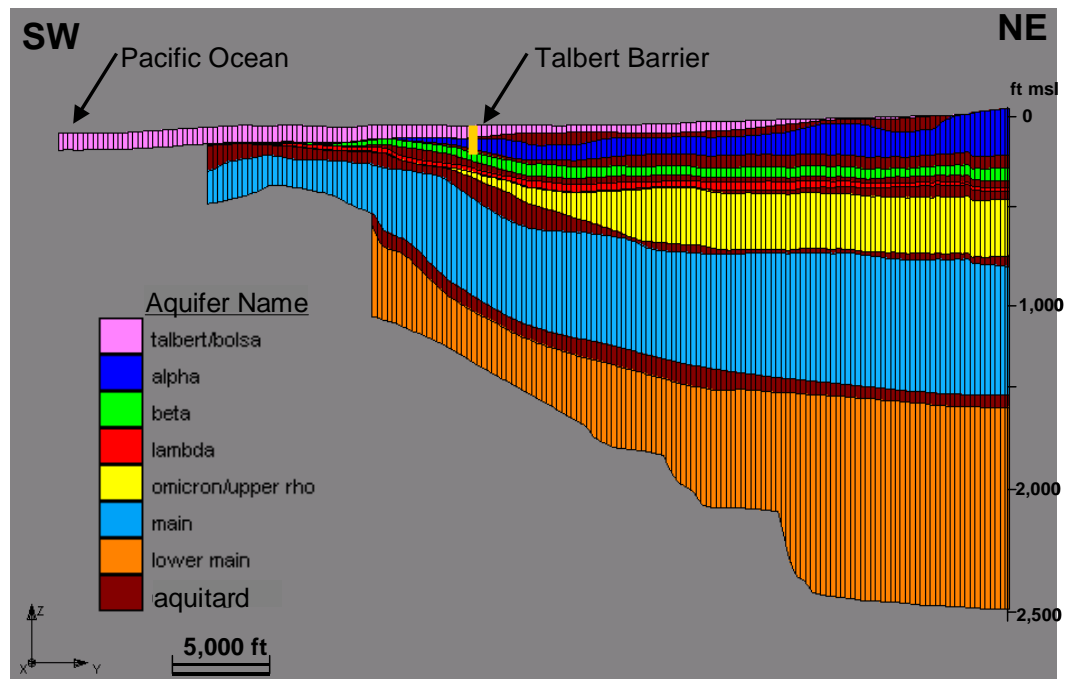 SW
NE
Pacific Ocean
Talbert Barrier
ft msl
0
1,000
2,000
2,500
Aquifer Name
talbert/bolsa
alpha
beta
lambda
omicron/upper rho
main
lower main
aquitard
Z
X
Y
5,000 ft